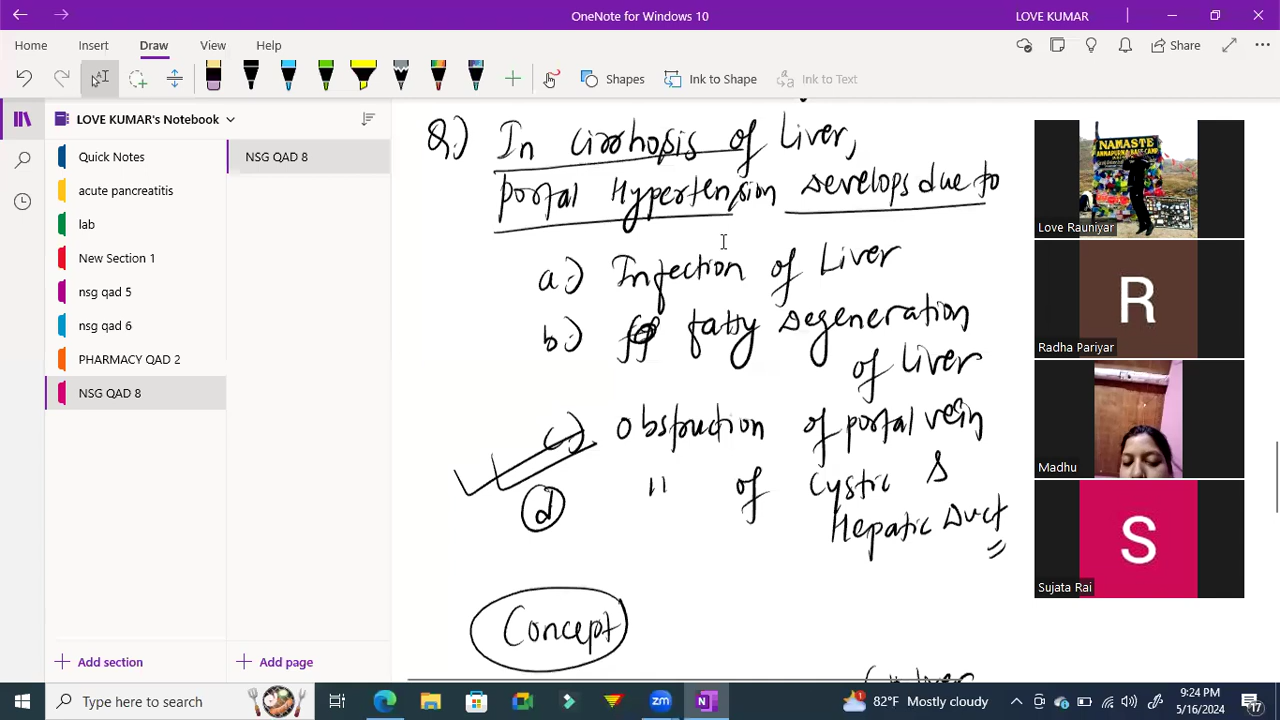 OneNote for Windows 10
LOVE KUMAR
Home Insert Draw View Help
Share
Shapes
Ink to Shape
Ink to Text
LOVE KUMAR's Notebook
Quick Notes
acute pancreatitis
lab
New Section 1
nsg qad 5
nsg qad 6
PHARMACY QAD 2
NSG QAD 8
Add section
NSG QAD 8
Add page
Q.) In cirrhosis of Liver,
portal Hypertension develops due to
a.) Infection of Liver
b.) fatty degeneration
of liver
c.) Obstruction of portal vein
d " of cystic &
Hepatic Duct
Concept
NAMASTE
ANNAPURNA BASE CAMP
Love Rauniyar
R
Radha Pariyar
Madhu
S
Sujata Rai
Type here to search
zm
N
1
82°F Mostly cloudy
9:24 PM
5/16/2024
17